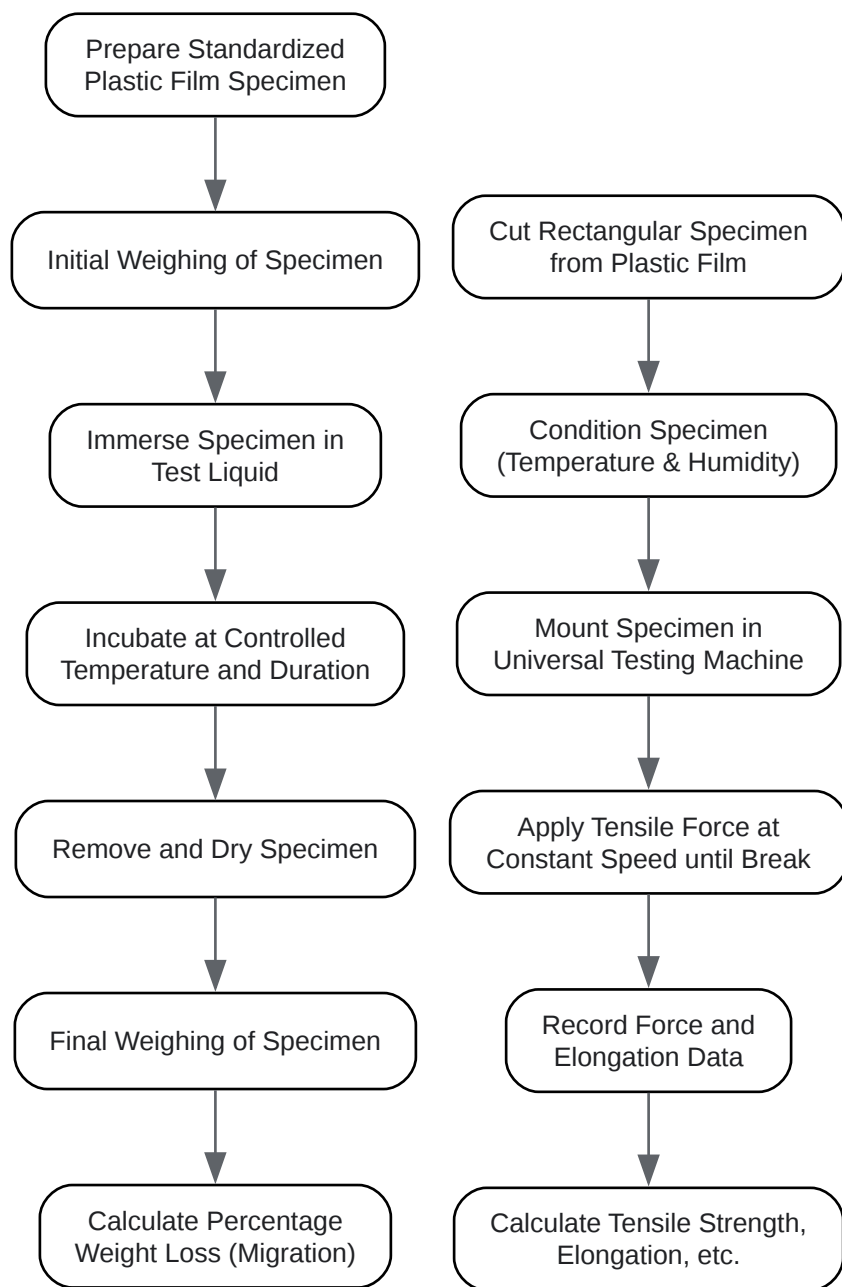 Prepare Standardized
Plastic Film Specimen
Initial Weighing of Specimen
Immerse Specimen in
Test Liquid
Incubate at Controlled
Temperature and Duration
Remove and Dry Specimen
Final Weighing of Specimen
Calculate Percentage
Weight Loss (Migration)
Cut Rectangular Specimen
from Plastic Film
Condition Specimen
(Temperature & Humidity)
Mount Specimen in
Universal Testing Machine
Apply Tensile Force at
Constant Speed until Break
Record Force and
Elongation Data
Calculate Tensile Strength,
Elongation, etc.